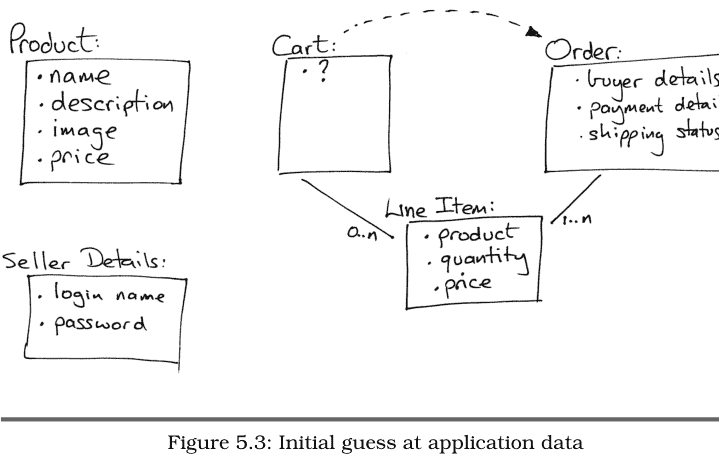 Product:
· name
· description
· image
· price
Cart:
· ?
Order:
· buyer details
· payment detai
· shipping status
Line Item:
· product
· quantity
· price
0..n
1..n
Seller Details:
· login name
· password
Figure 5.3: Initial guess at application data